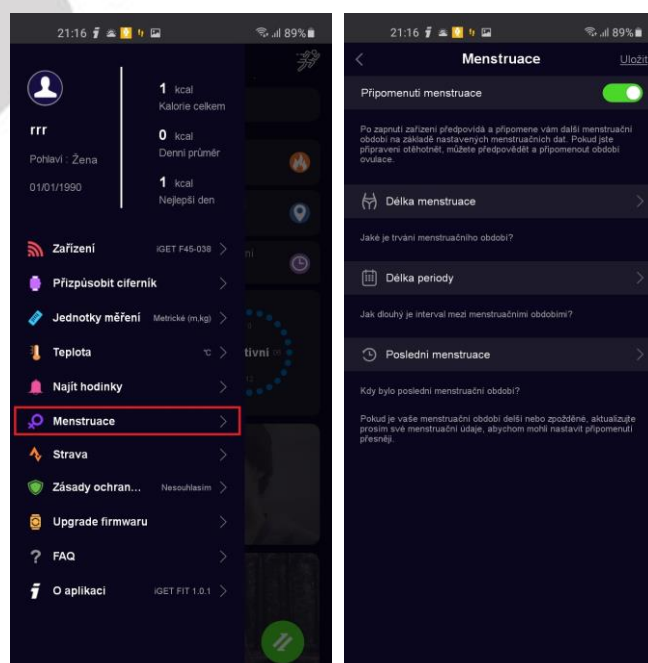 21:16
89%
rrr
Pohlaví : Žena
01/01/1990
1 kcal
Kalorie celkem
0 kcal
Denní průměr
1 kcal
Nejlepší den
Zařízení iGET F45-038
Přizpůsobit ciferník
Jednotky měření Metrické (m,kg)
Teplota °C
Najít hodinky
Menstruace
Strava
Zásady ochran... Nesouhlasím
Upgrade firmwaru
FAQ
O aplikaci iGET FIT 1.0.1
ní
tivní
21:16
89%
Menstruace Uložit
Připomenutí menstruace
Po zapnutí zařízení předpovídá a připomene vám další menstruační
období na základě nastavených menstruačních dat. Pokud jste
připraveni otěhotnět, můžete předpovědět a připomenout období
ovulace.
Délka menstruace
Jaké je trvání menstruačního období?
Délka periody
Jak dlouhý je interval mezi menstruačními obdobími?
Poslední menstruace
Kdy bylo poslední menstruační období?
Pokud je vaše menstruační období delší nebo zpožděné, aktualizujte
prosím své menstruační údaje, abychom mohli nastavit připomenutí
přesněji.